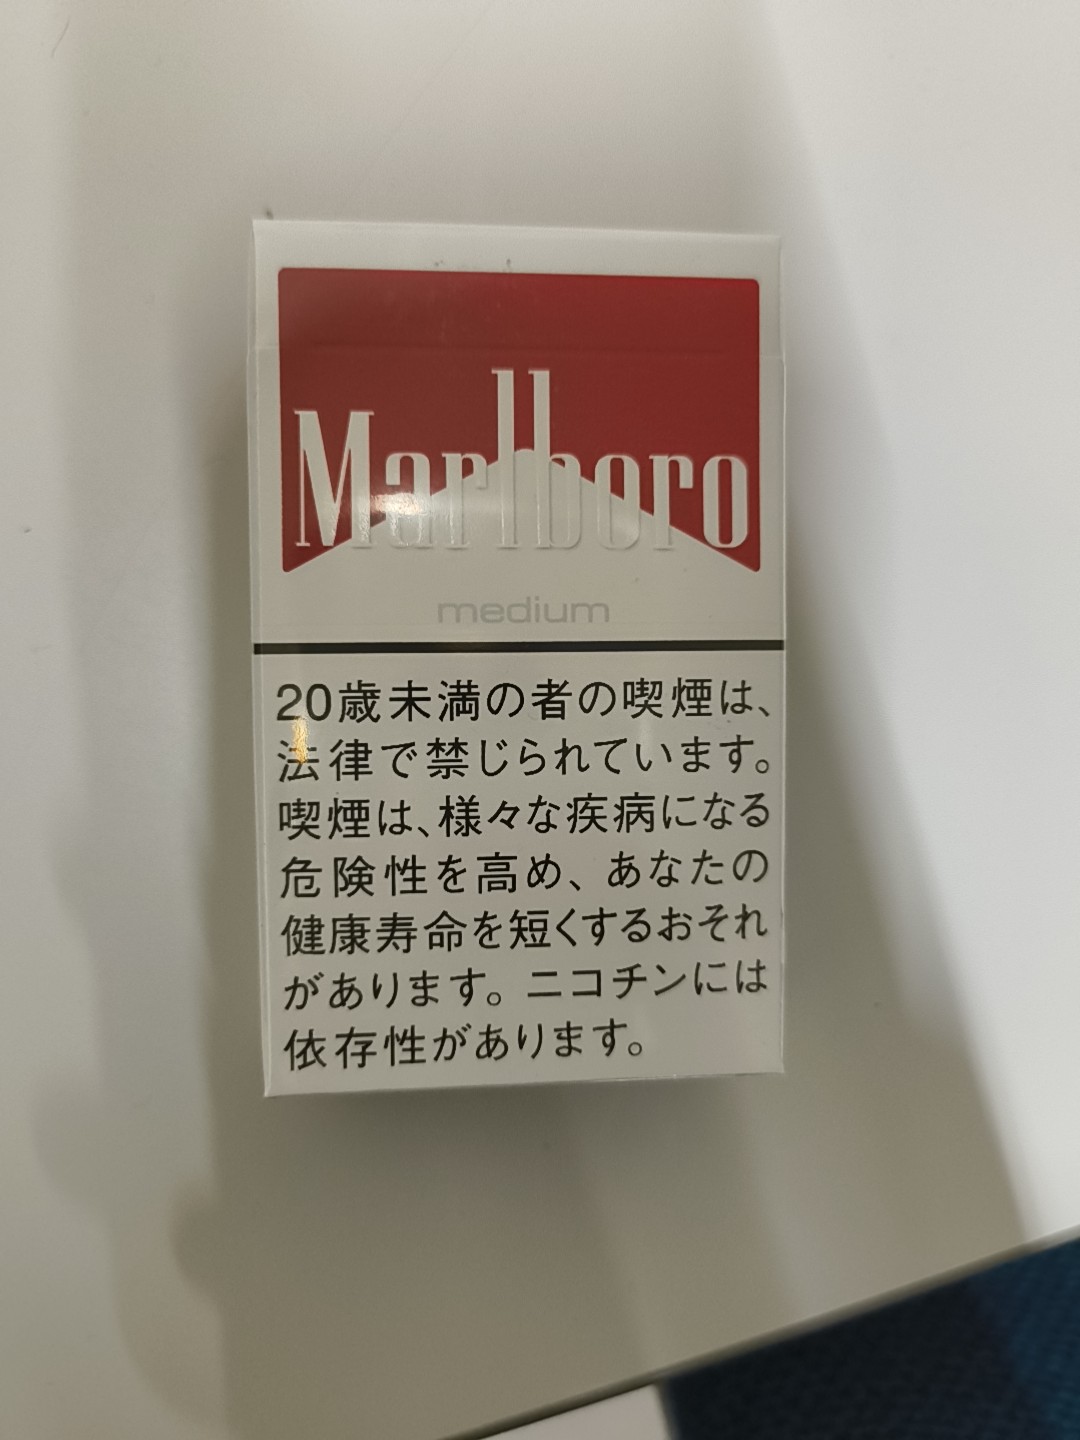 Marlboro
medium
20歳未満の者の喫煙は、
法律で禁じられています。
喫煙は、様々な疾病になる
危険性を高め、あなたの
健康寿命を短くするおそれ
があります。ニコチンには
依存性があります。